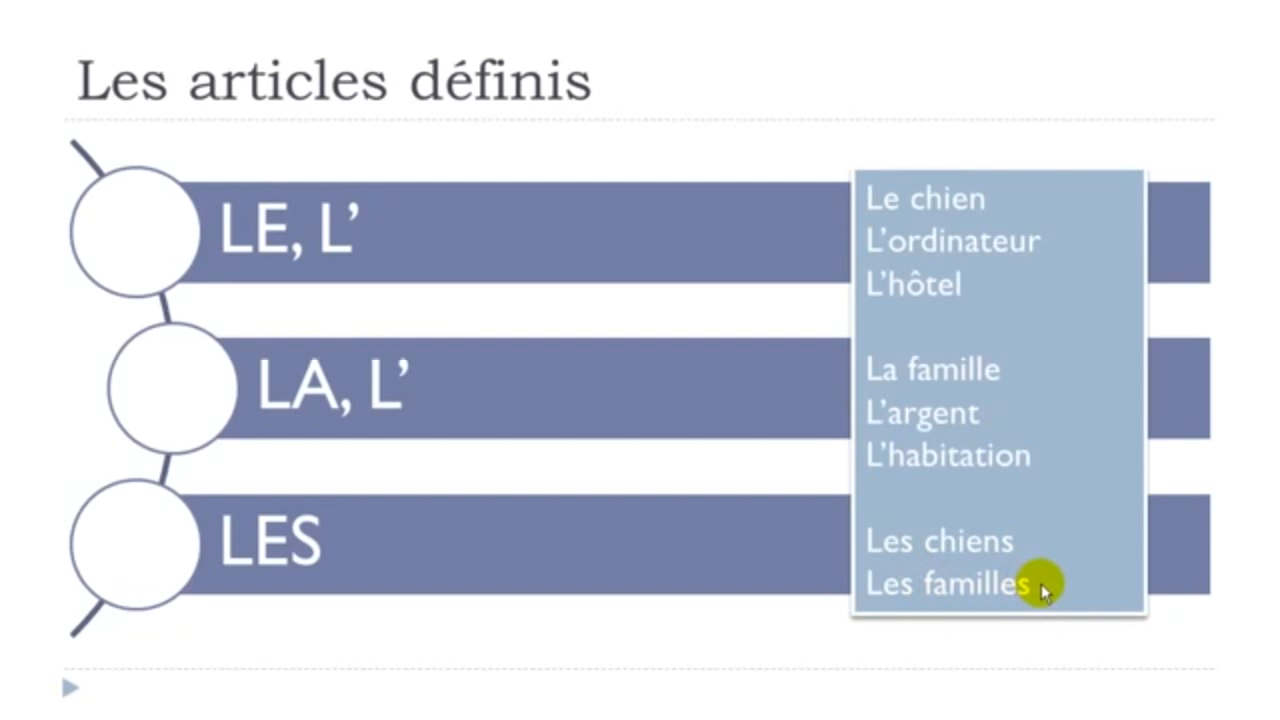 Les articles définis
LE, L’
LA, L’
LES
Le chien
L’ordinateur
L’hôtel
La famille
L’argent
L’habitation
Les chiens
Les familles